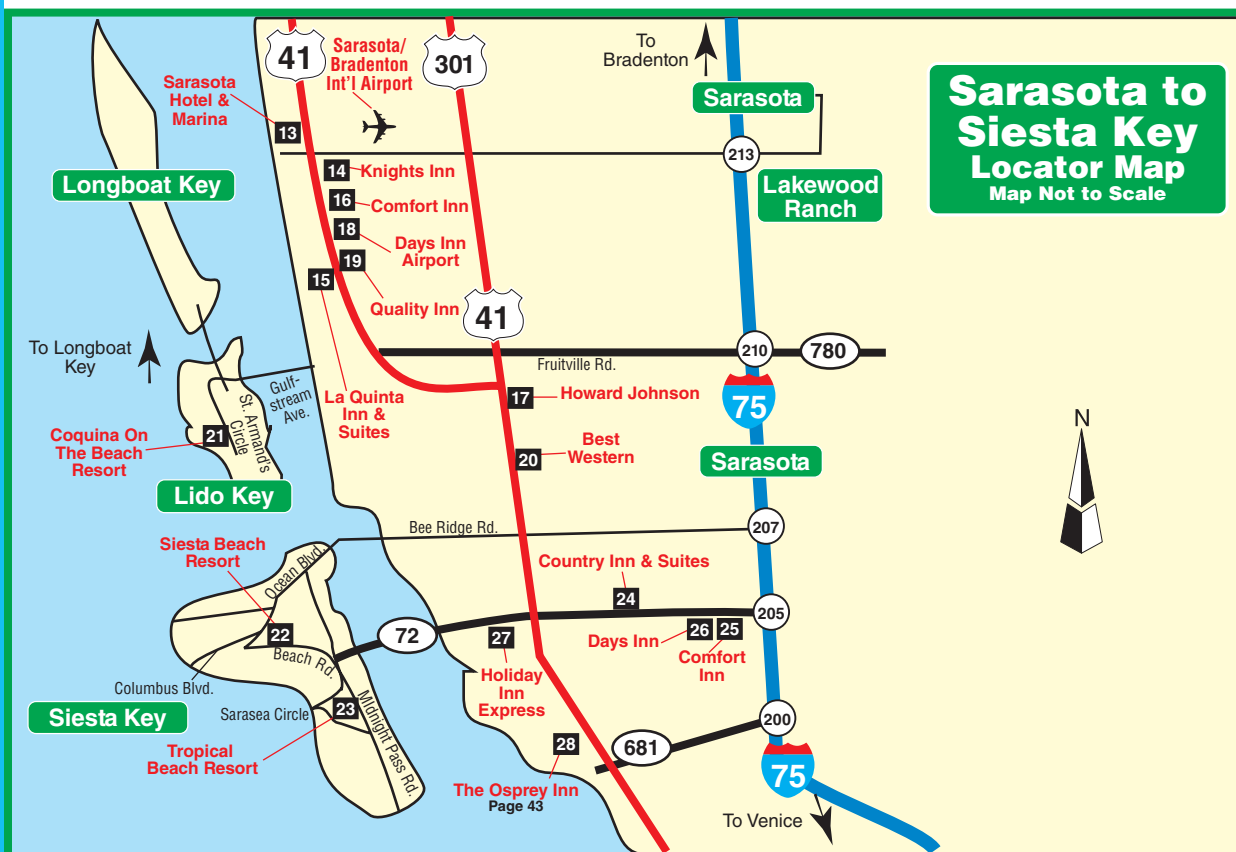 Sarasota to
Siesta Key
Locator Map
Map Not to Scale
41
Sarasota/
Bradenton
Int'l Airport
301
To
Bradenton
Sarasota
Sarasota
Hotel &
Marina
13
213
14 Knights Inn
Longboat Key
Lakewood
Ranch
16 Comfort Inn
18 Days Inn
Airport
19
Quality Inn
15
La Quinta
Inn &
Suites
41
To Longboat
Key
210
780
Fruitville Rd.
Gulf-
stream
Ave.
St. Armand's
Circle
17 Howard Johnson
75
N
21
Coquina On
The Beach
Resort
20
Best
Western
Sarasota
Lido Key
Bee Ridge Rd.
207
Siesta Beach
Resort
Ocean Blvd.
Country Inn & Suites
24
205
22
72
27
Days Inn
26
25
Comfort
Inn
Beach Rd.
Holiday
Inn
Express
Columbus Blvd.
Siesta Key
Sarasea Circle
23
Midnight Pass Rd.
200
Tropical
Beach Resort
28
681
The Osprey Inn
Page 43
75
To Venice